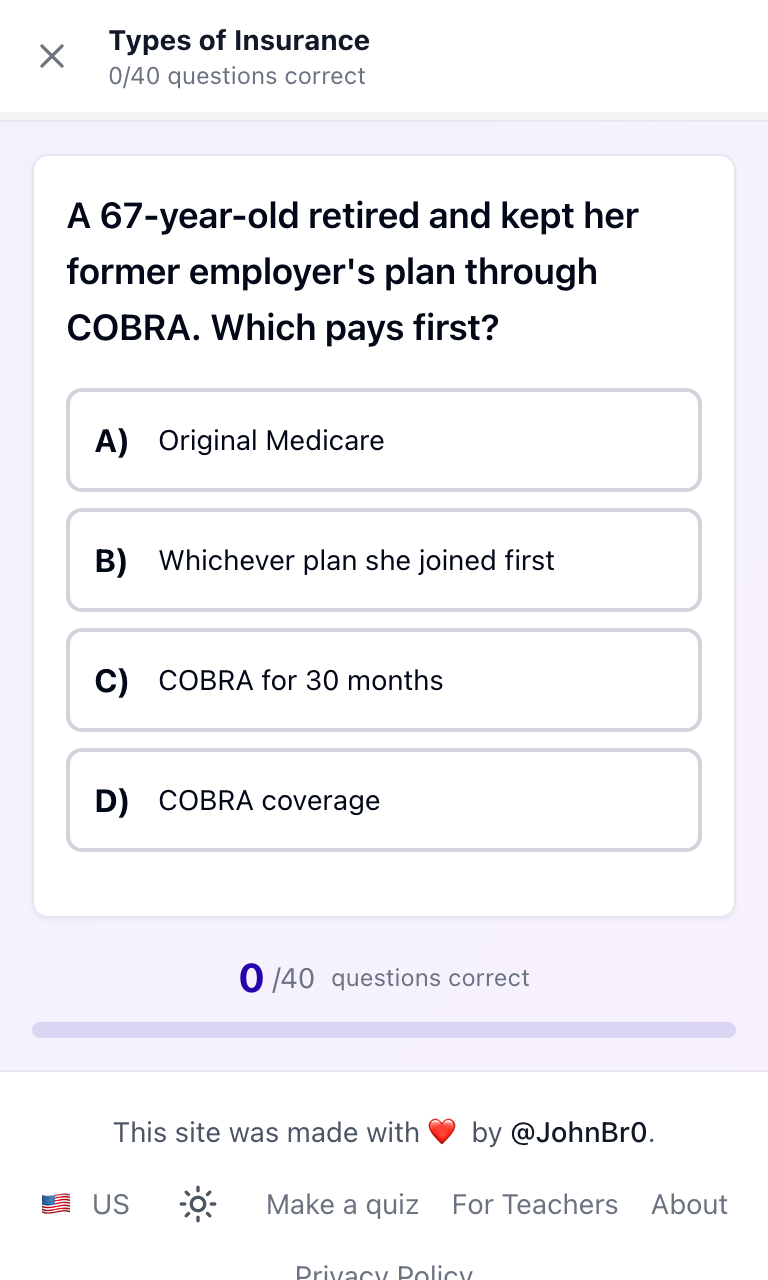 Types of Insurance
0/40 questions correct
A 67-year-old retired and kept her
former employer's plan through
COBRA. Which pays first?
A) Original Medicare
B) Whichever plan she joined first
C) COBRA for 30 months
D) COBRA coverage
0 /40 questions correct
This site was made with ❤️ by @JohnBr0.
🇺🇸 US Make a quiz For Teachers About
Privacy Policy